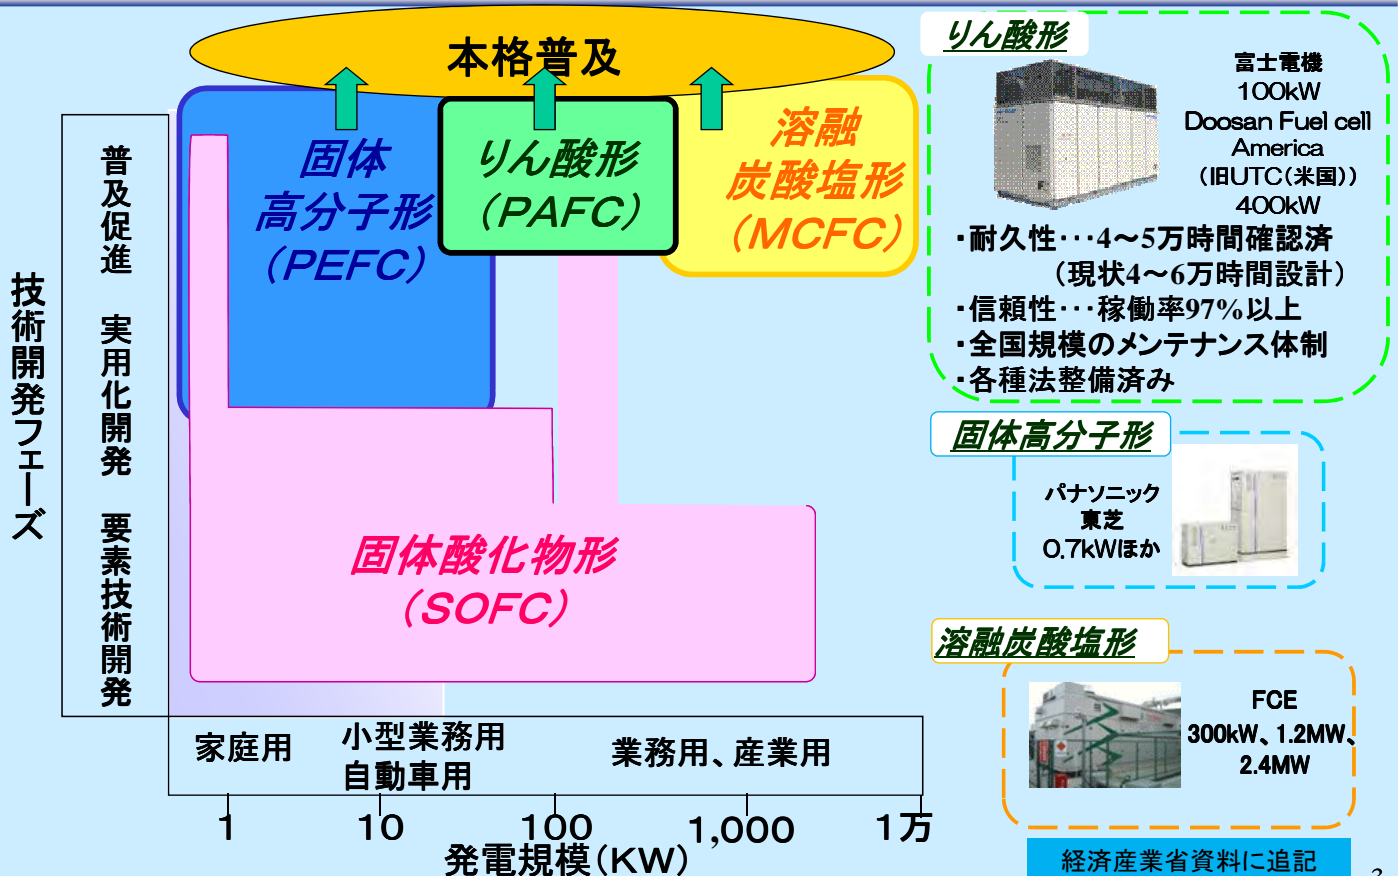 本格普及
固体
高分子形
（PEFC）
りん酸形
（PAFC）
溶融
炭酸塩形
（MCFC）
固体酸化物形
（SOFC）
技術開発フェーズ
普及促進
実用化開発
要素技術開発
家庭用
小型業務用
自動車用
業務用、産業用
1
10
100
1,000
1万
発電規模（KW）
りん酸形
富士電機
100kW
Doosan Fuel cell
America
（旧UTC（米国））
400kW
・耐久性･･･4～5万時間確認済
（現状4～6万時間設計）
・信頼性･･･稼働率97%以上
・全国規模のメンテナンス体制
・各種法整備済み
固体高分子形
パナソニック
東芝
0.7kWほか
溶融炭酸塩形
FCE
300kW、1.2MW、
2.4MW
経済産業省資料に追記